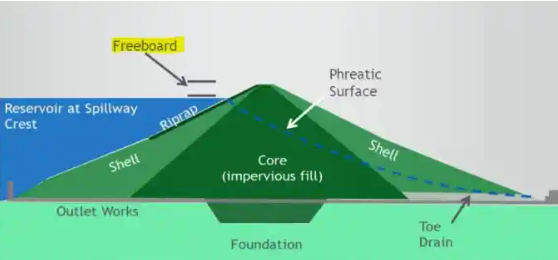 Freeboard
Reservoir at Spillway
Crest
Riprap
Phreatic
Surface
Shell
Core
(impervious fill)
Shell
Outlet Works
Foundation
Toe
Drain